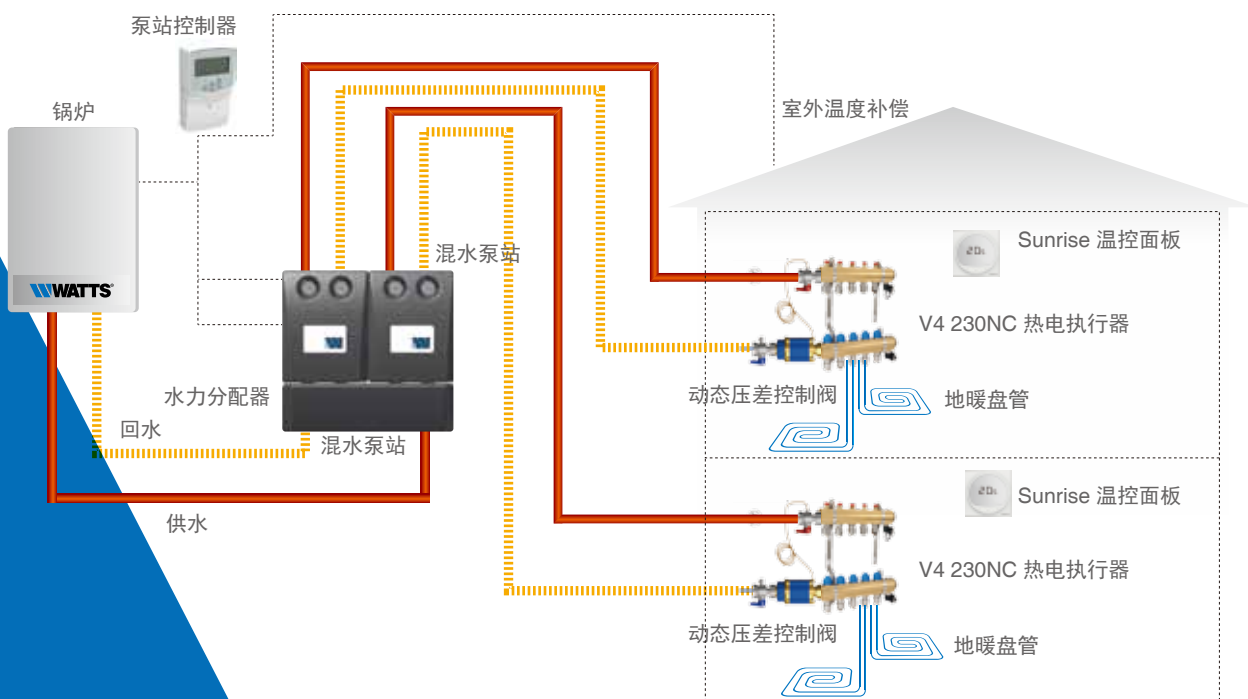 泵站控制器
锅炉
室外温度补偿
WATTS
混水泵站
Sunrise 温控面板
V4 230NC 热电执行器
水力分配器
动态压差控制阀
地暖盘管
回水
混水泵站
供水
Sunrise 温控面板
V4 230NC 热电执行器
动态压差控制阀
地暖盘管